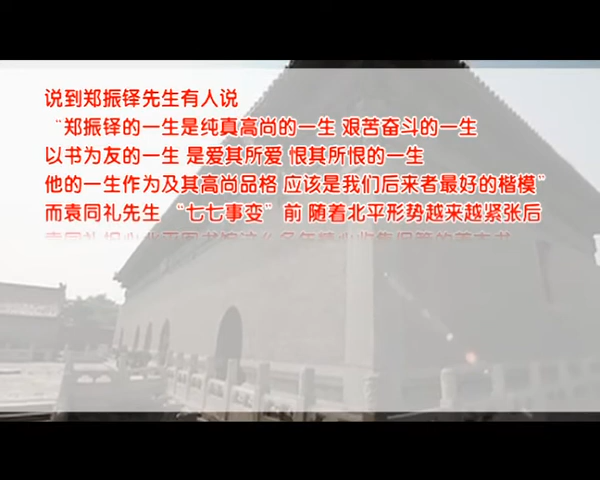 说到郑振铎先生有人说
“郑振铎的一生是纯真高尚的一生 艰苦奋斗的一生
以书为友的一生 是爱其所爱 恨其所恨的一生
他的一生作为及其高尚品格 应该是我们后来者最好的楷模”
而袁同礼先生 “七七事变”前 随着北平形势越来越紧张后